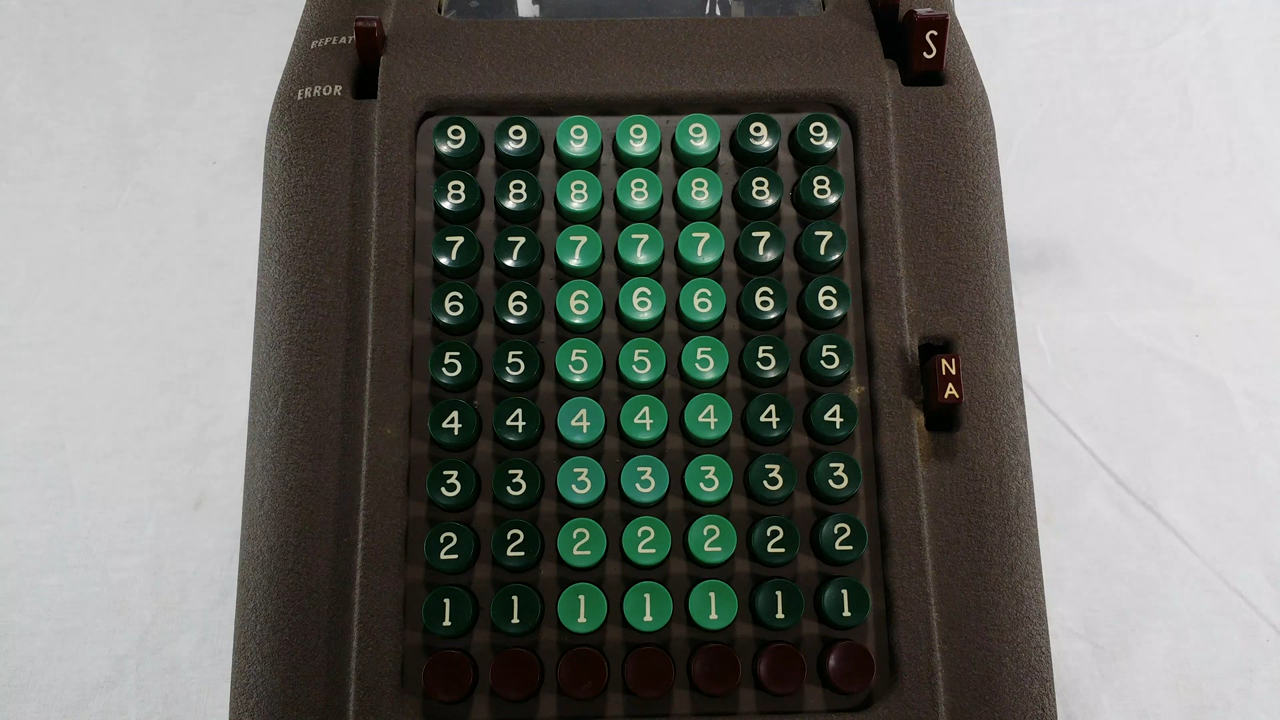 REPEAT
S
ERROR
9 9 9 9 9 9 9
8 8 8 8 8 8 8
7 7 7 7 7 7 7
6 6 6 6 6 6 6
5 5 5 5 5 5 5
N
A
4 4 4 4 4 4 4
3 3 3 3 3 3 3
2 2 2 2 2 2 2
1 1 1 1 1 1 1